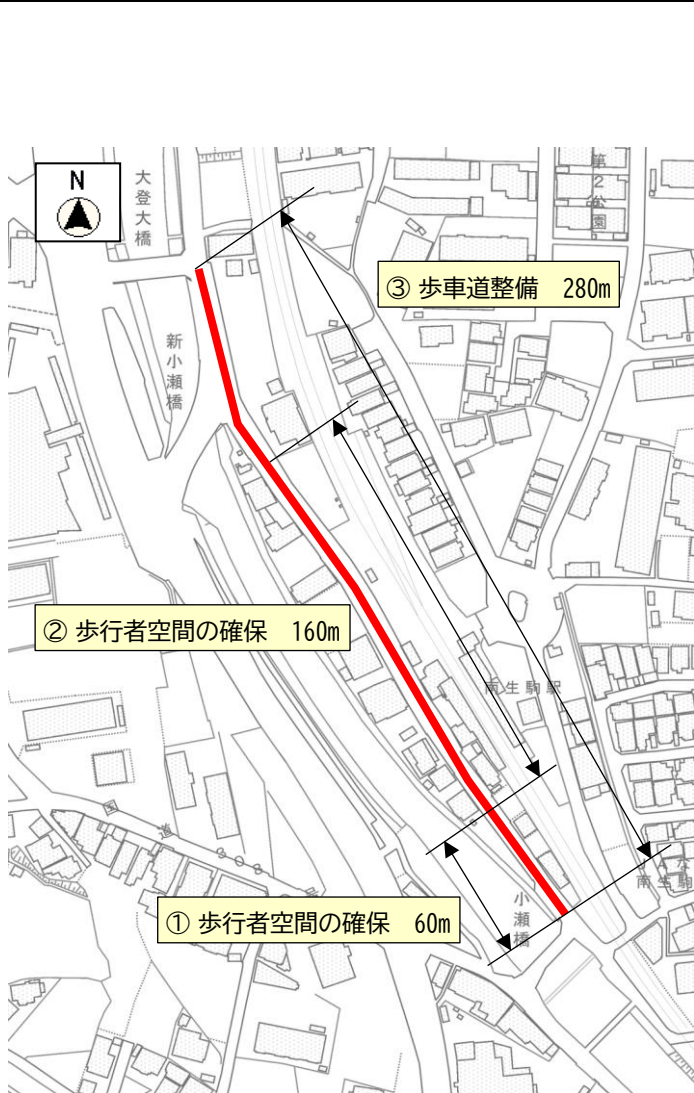 N
大登大橋
第2公園
③ 歩車道整備 280m
新小瀬橋
② 歩行者空間の確保 160m
南生駒駅
① 歩行者空間の確保 60m
小瀬橋
南生駒